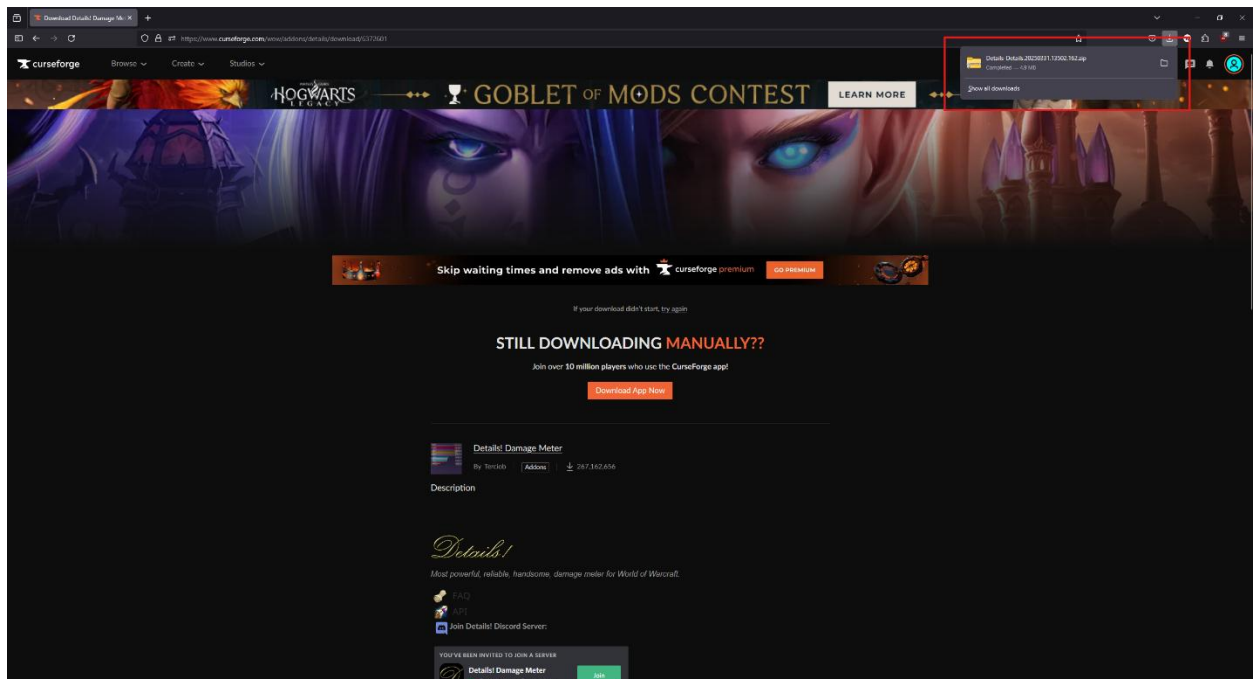 Download Details! Damage Me
https://www.curseforge.com/wow/addons/details/download/6372601
curseforge
Browse
Create
Studios
Details-Details.20250331.13502.162.zip
Completed — 4.9 MB
Show all downloads
HOGWARTS
LEGACY
GOBLET OF MODS CONTEST
LEARN MORE
Skip waiting times and remove ads with curseforge premium
GO PREMIUM
If your download didn't start, try again
STILL DOWNLOADING MANUALLY??
Join over 10 million players who use the CurseForge app!
Download App Now
Details! Damage Meter
By Terciob Addons 267,162,656
Description
Details!
Most powerful, reliable, handsome, damage meter for World of Warcraft.
FAQ
API
Join Details! Discord Server:
YOU'VE BEEN INVITED TO JOIN A SERVER
Details! Damage Meter
Join